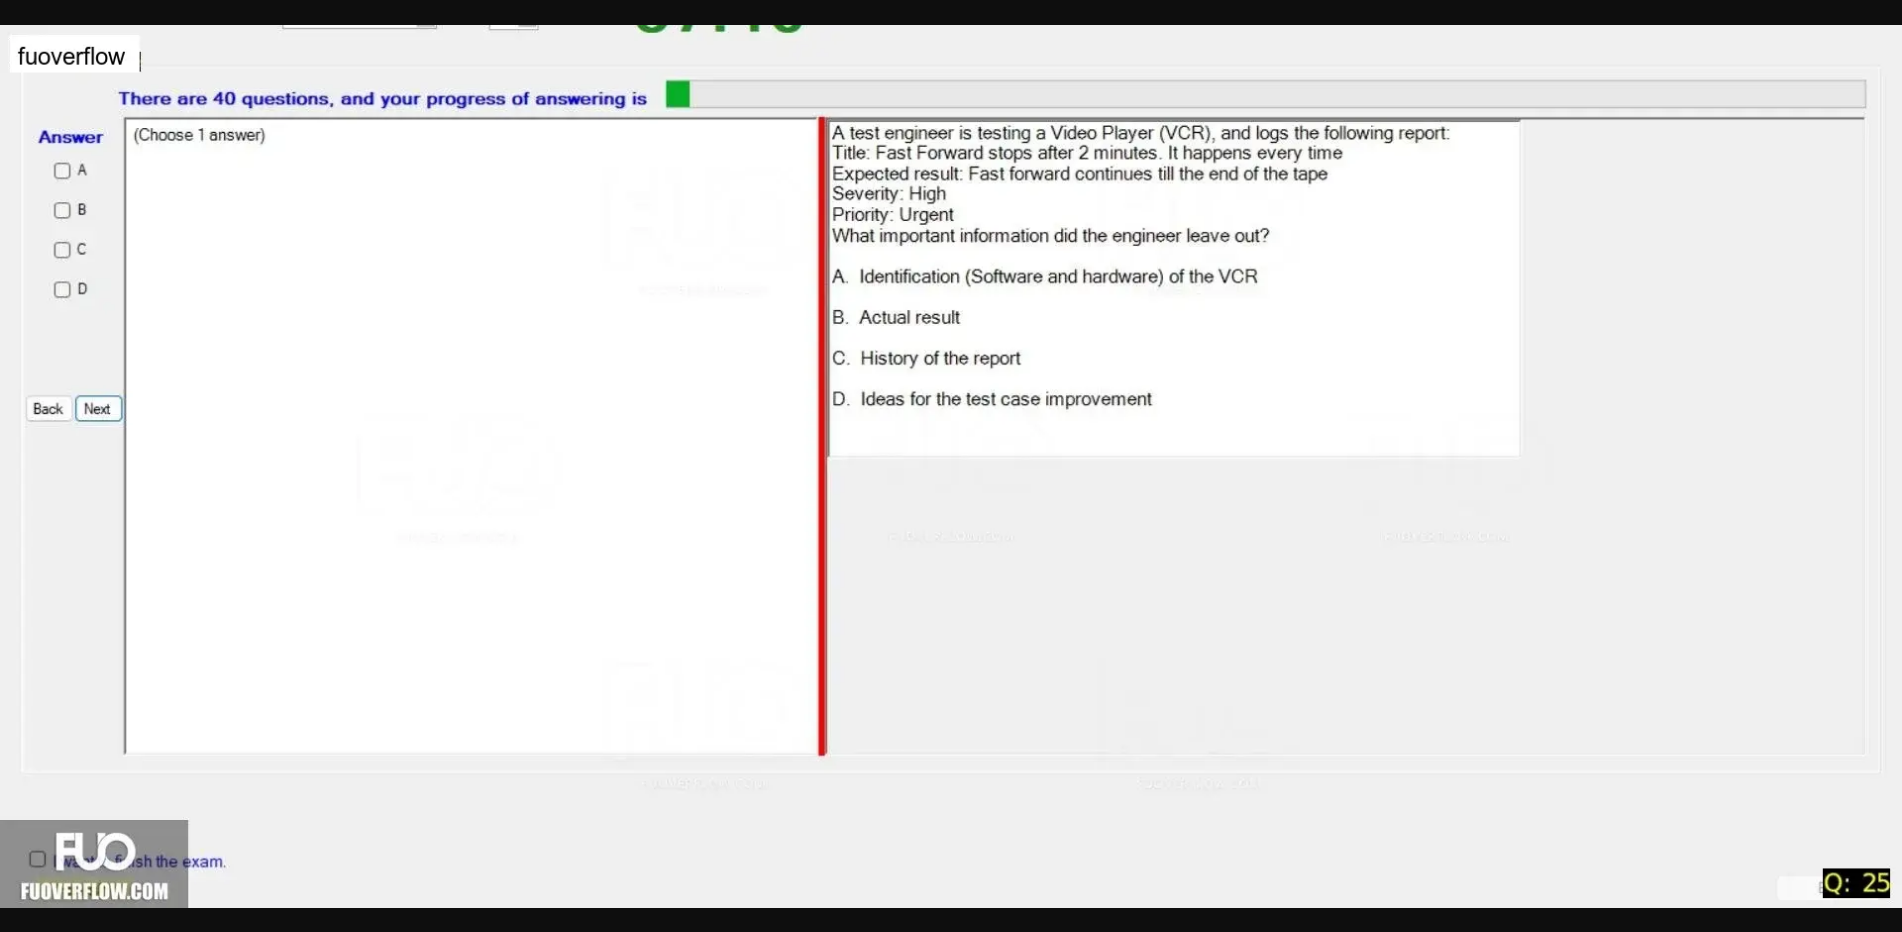 fuoverflow
There are 40 questions, and your progress of answering is
Answer
(Choose 1 answer)
A
B
C
D
Back
Next
A test engineer is testing a Video Player (VCR), and logs the following report:
Title: Fast Forward stops after 2 minutes. It happens every time
Expected result: Fast forward continues till the end of the tape
Severity: High
Priority: Urgent
What important information did the engineer leave out?
A. Identification (Software and hardware) of the VCR
B. Actual result
C. History of the report
D. Ideas for the test case improvement
FUO
the exam.
FUOVERFLOW.COM
Q: 25